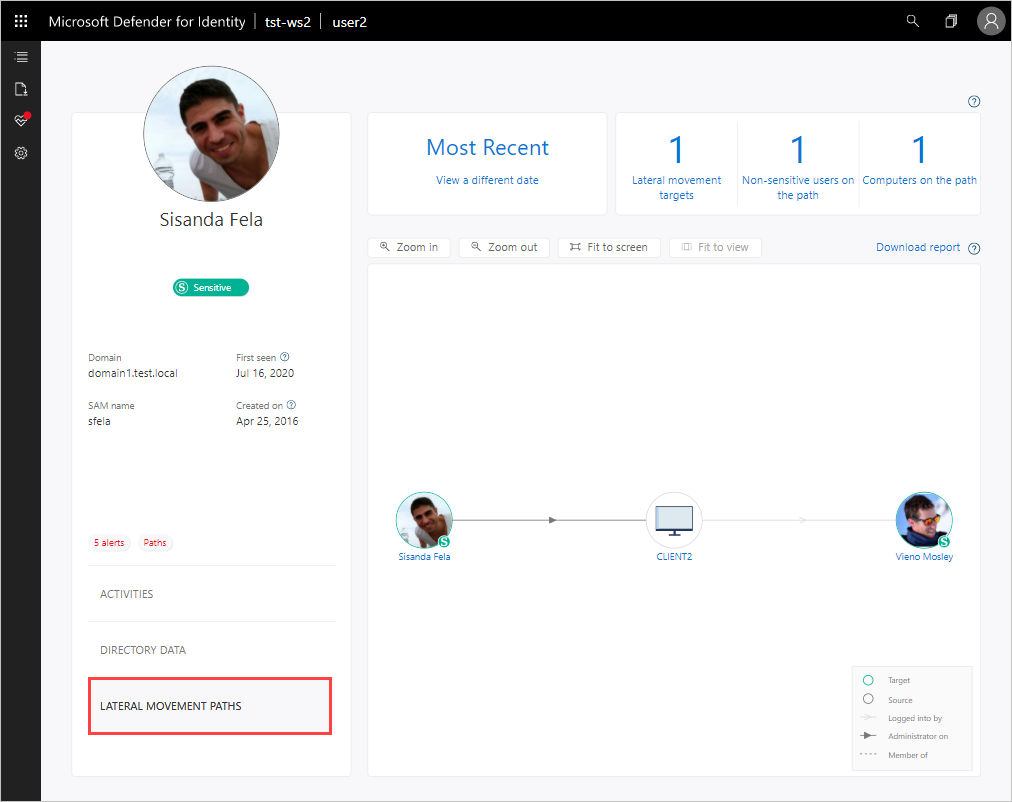 Microsoft Defender for Identity | tst-ws2 | user2
Sisanda Fela
S Sensitive
Domain
domain1.test.local
First seen ?
Jul 16, 2020
SAM name
sfela
Created on ?
Apr 25, 2016
5 alerts
Paths
ACTIVITIES
DIRECTORY DATA
LATERAL MOVEMENT PATHS
?
Most Recent
View a different date
1
Lateral movement
targets
1
Non-sensitive users on
the path
1
Computers on the path
Zoom in
Zoom out
Fit to screen
Fit to view
Download report ?
S
Sisanda Fela
CLIENT2
S
Vieno Mosley
Target
Source
Logged into by
Administrator on
Member of